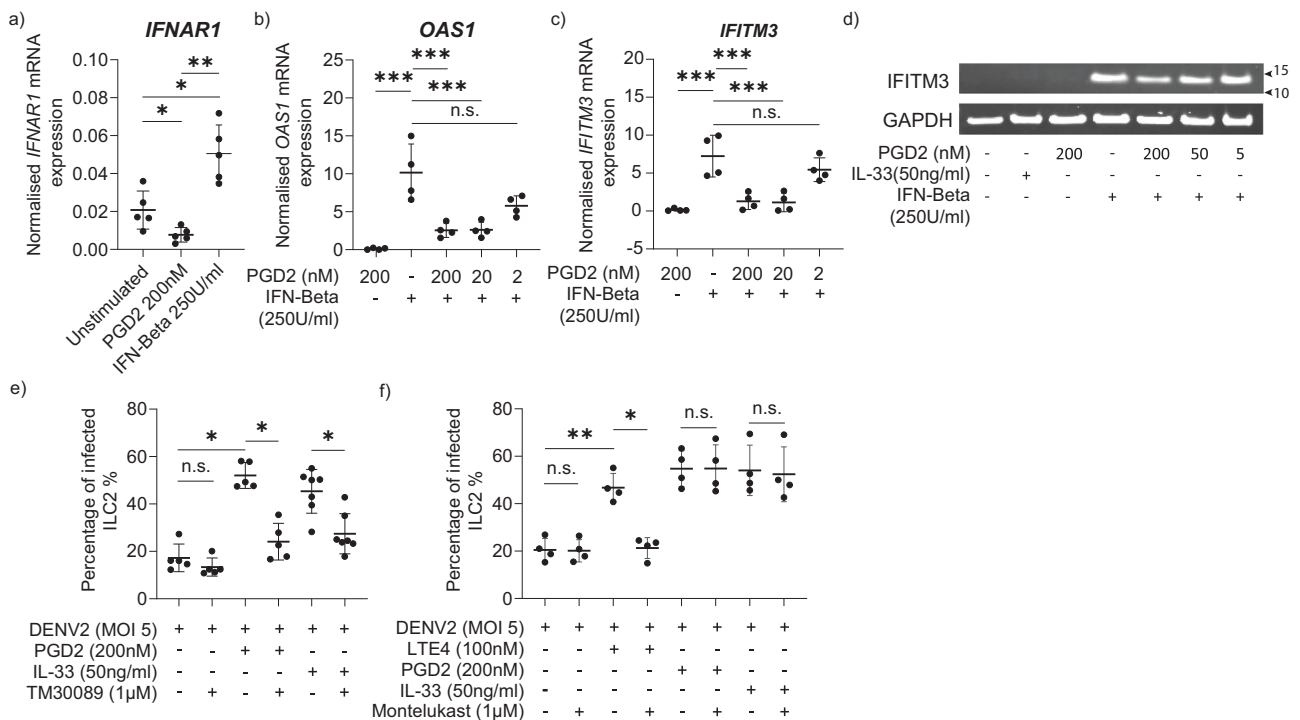 a)
IFNAR1
Normalised IFNAR1 mRNA
expression
0.10
0.08
0.06
0.04
0.02
0.00
**
*
*
Unstimulated
PGD2 200nM
IFN-Beta 250U/ml
b)
OAS1
Normalised OAS1 mRNA
expression
25
20
15
10
5
0
***
***
***
n.s.
PGD2 (nM) 200 - 200 20 2
IFN-Beta - + + + +
(250U/ml)
c)
IFITM3
Normalised IFITM3 mRNA
expression
20
15
10
5
0
-5
***
***
***
n.s.
PGD2 (nM) 200 - 200 20 2
IFN-Beta - + + + +
(250U/ml)
d)
IFITM3
15
10
GAPDH
PGD2 (nM) - - 200 - 200 50 5
IL-33(50ng/ml) - + - - - - -
IFN-Beta - - - + + + +
(250U/ml)
e)
Percentage of infected
ILC2 %
80
60
40
20
0
* * *
n.s.
DENV2 (MOI 5) + + + + + +
PGD2 (200nM) - - + + - -
IL-33 (50ng/ml) - - - - + +
TM30089 (1µM) - + - + - +
f)
Percentage of infected
ILC2 %
80
60
40
20
0
n.s. ** * n.s. n.s.
DENV2 (MOI 5) + + + + + + + +
LTE4 (100nM) - - + + - - - -
PGD2 (200nM) - - - - + + - -
IL-33 (50ng/ml) - - - - - - + +
Montelukast (1µM) - + - + - + - +